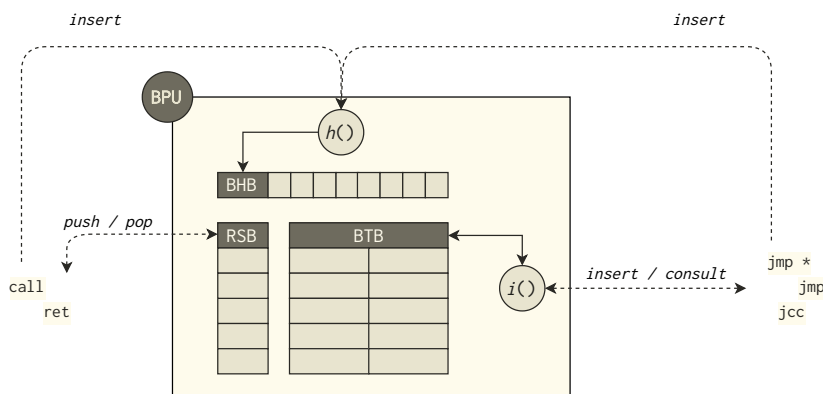 insert
insert
BPU
h()
BHB
push / pop
RSB
BTB
jmp *
insert / consult
call
i()
jmp
ret
jcc